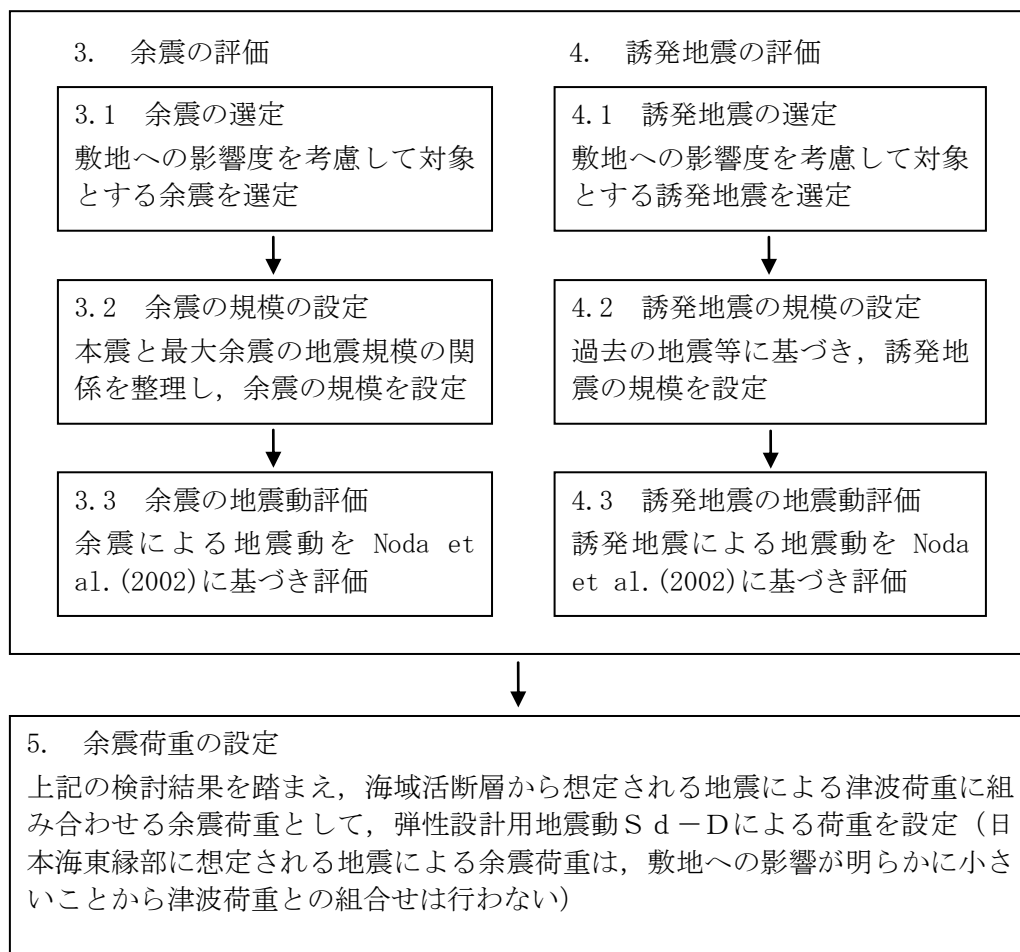 3. 余震の評価
3.1 余震の選定
敷地への影響度を考慮して対象
とする余震を選定
3.2 余震の規模の設定
本震と最大余震の地震規模の関
係を整理し，余震の規模を設定
3.3 余震の地震動評価
余震による地震動を Noda et
al.(2002)に基づき評価
4. 誘発地震の評価
4.1 誘発地震の選定
敷地への影響度を考慮して対象
とする誘発地震を選定
4.2 誘発地震の規模の設定
過去の地震等に基づき，誘発地
震の規模を設定
4.3 誘発地震の地震動評価
誘発地震による地震動を Noda
et al.(2002)に基づき評価
5. 余震荷重の設定
上記の検討結果を踏まえ，海域活断層から想定される地震による津波荷重に組
み合わせる余震荷重として，弾性設計用地震動Ｓｄ－Ｄによる荷重を設定（日
本海東縁部に想定される地震による余震荷重は，敷地への影響が明らかに小さ
いことから津波荷重との組合せは行わない）